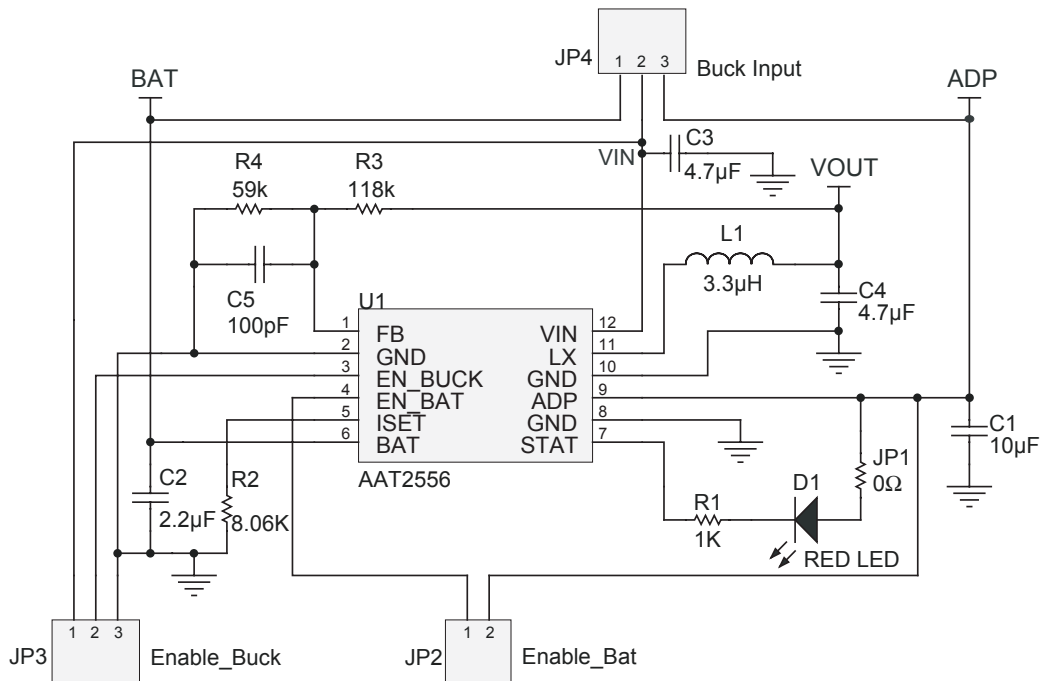 JP4
1 2 3
Buck Input
BAT
ADP
VIN
C3
4.7μF
R4
59k
R3
118k
VOUT
L1
3.3μH
C5
100pF
C4
4.7μF
U1
1 FB
2 GND
3 EN_BUCK
4 EN_BAT
5 ISET
6 BAT
VIN 12
LX 11
GND 10
ADP 9
GND 8
STAT 7
AAT2556
C2
2.2μF
R2
8.06K
C1
10μF
JP1
0Ω
R1
1K
D1
RED LED
JP3
1 2 3
Enable_Buck
JP2
1 2
Enable_Bat